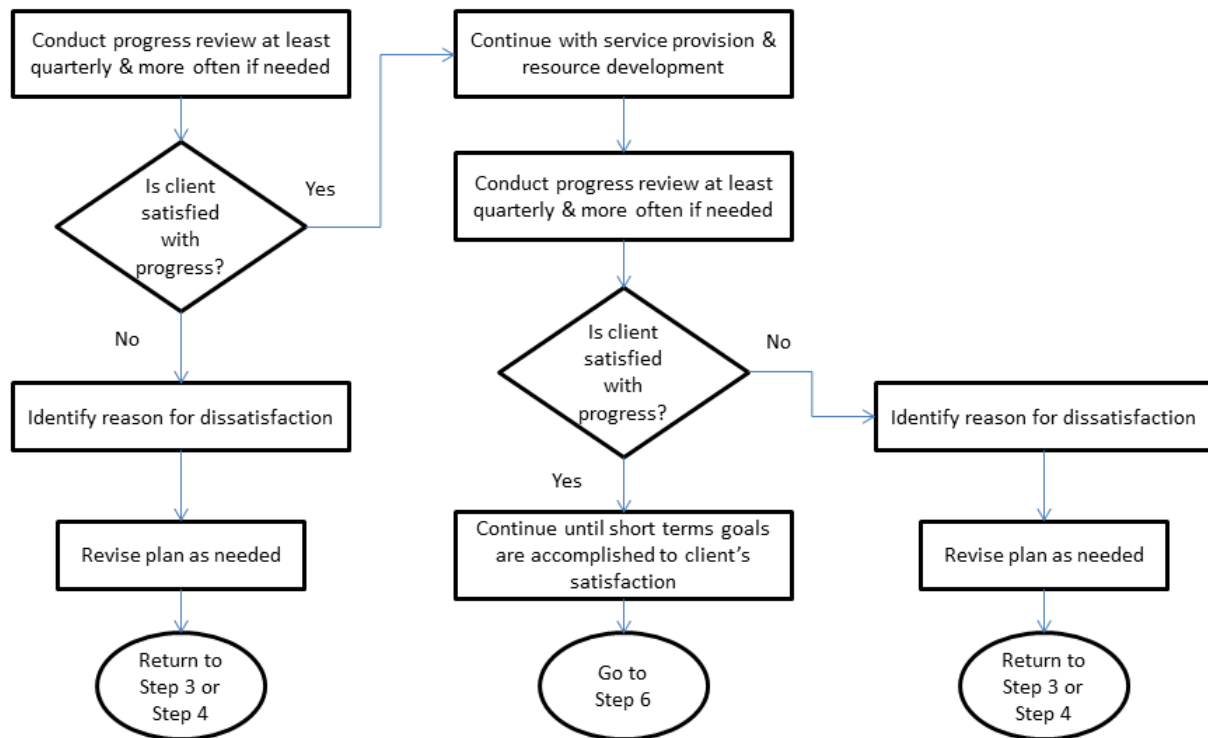 Conduct progress review at least
quarterly & more often if needed
Is client
satisfied
with
progress?
Yes
No
Identify reason for dissatisfaction
Revise plan as needed
Return to
Step 3 or
Step 4
Continue with service provision &
resource development
Conduct progress review at least
quarterly & more often if needed
Is client
satisfied
with
progress?
No
Yes
Continue until short terms goals
are accomplished to client’s
satisfaction
Go to
Step 6
Identify reason for dissatisfaction
Revise plan as needed
Return to
Step 3 or
Step 4